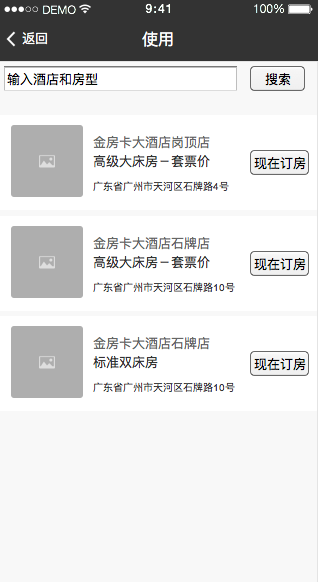 DEMO 9:41 100%
返回 使用
输入酒店和房型 搜索
金房卡大酒店岗顶店
高级大床房－套票价
现在订房
广东省广州市天河区石牌路4号
金房卡大酒店石牌店
高级大床房－套票价
现在订房
广东省广州市天河区石牌路10号
金房卡大酒店石牌店
标准双床房
现在订房
广东省广州市天河区石牌路10号